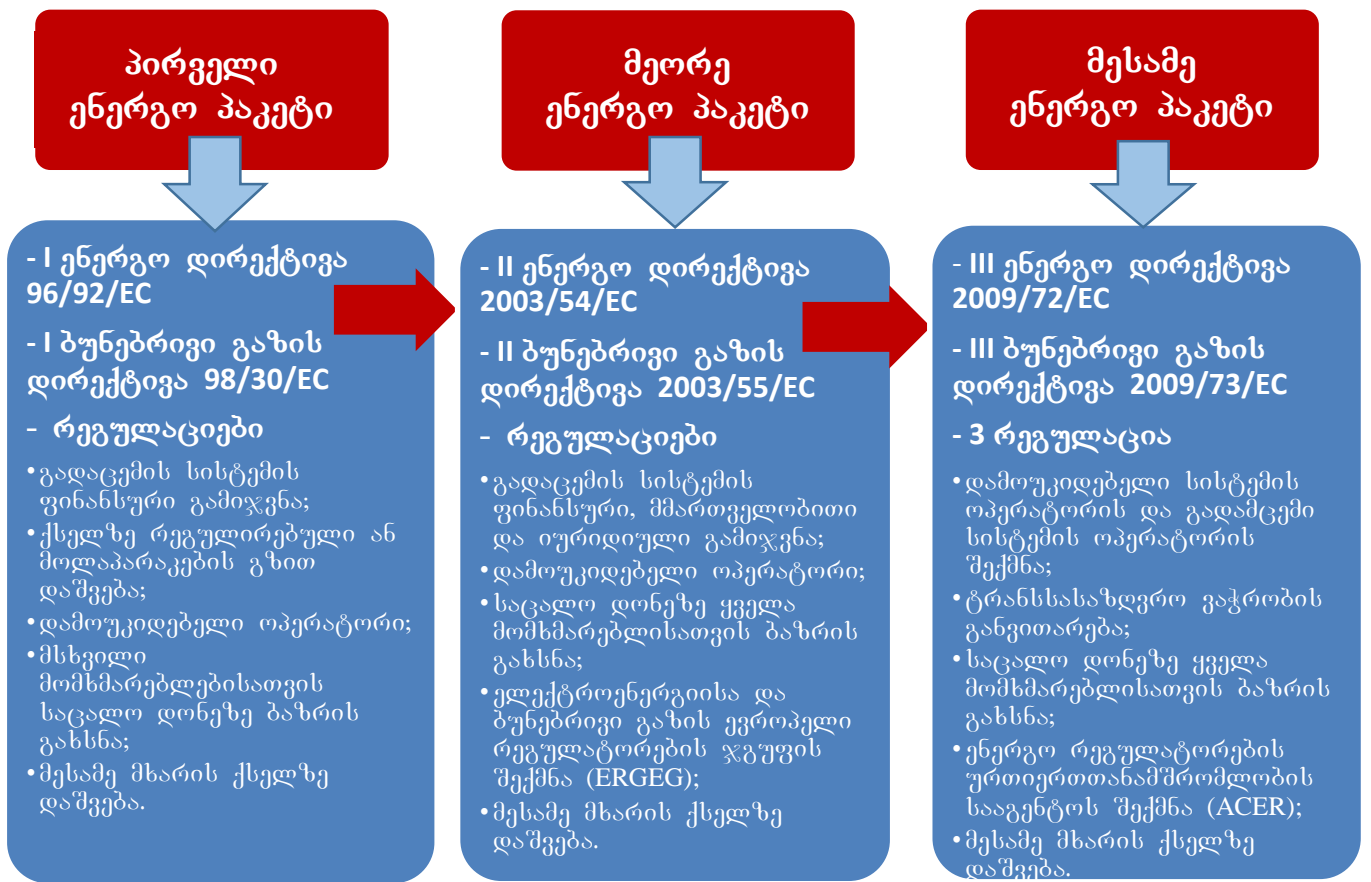 პირველი
ენერგო პაკეტი
- I ენერგო დირექტივა
96/92/EC
- I ბუნებრივი გაზის
დირექტივა 98/30/EC
- რეგულაციები
•გადაცემის სისტემის
ფინანსური გამიჯვნა;
•ქსელზე რეგულირებული ან
მოლაპარაკების გზით
დაშვება;
•დამოუკიდებელი ოპერატორი;
•მსხვილი
მომხმარებლებისათვის
საცალო დონეზე ბაზრის
გახსნა;
•მესამე მხარის ქსელზე
დაშვება.
მეორე
ენერგო პაკეტი
- II ენერგო დირექტივა
2003/54/EC
- II ბუნებრივი გაზის
დირექტივა 2003/55/EC
- რეგულაციები
•გადაცემის სისტემის
ფინანსური, მმართველობითი
და იურიდიული გამიჯვნა;
•დამოუკიდებელი ოპერატორი;
•საცალო დონეზე ყველა
მომხმარებლისათვის ბაზრის
გახსნა;
•ელექტროენერგიისა და
ბუნებრივი გაზის ევროპელი
რეგულატორების ჯგუფის
შექმნა (ERGEG);
•მესამე მხარის ქსელზე
დაშვება.
მესამე
ენერგო პაკეტი
- III ენერგო დირექტივა
2009/72/EC
- III ბუნებრივი გაზის
დირექტივა 2009/73/EC
- 3 რეგულაცია
•დამოუკიდებელი სისტემის
ოპერატორის და გადამცემი
სისტემის ოპერატორის
შექმნა;
•ტრანსსასაზღვრო ვაჭრობის
განვითარება;
•საცალო დონეზე ყველა
მომხმარებლისათვის ბაზრის
გახსნა;
•ენერგო რეგულატორების
ურთიერთთანამშრომლობის
სააგენტოს შექმნა (ACER);
•მესამე მხარის ქსელზე
დაშვება.